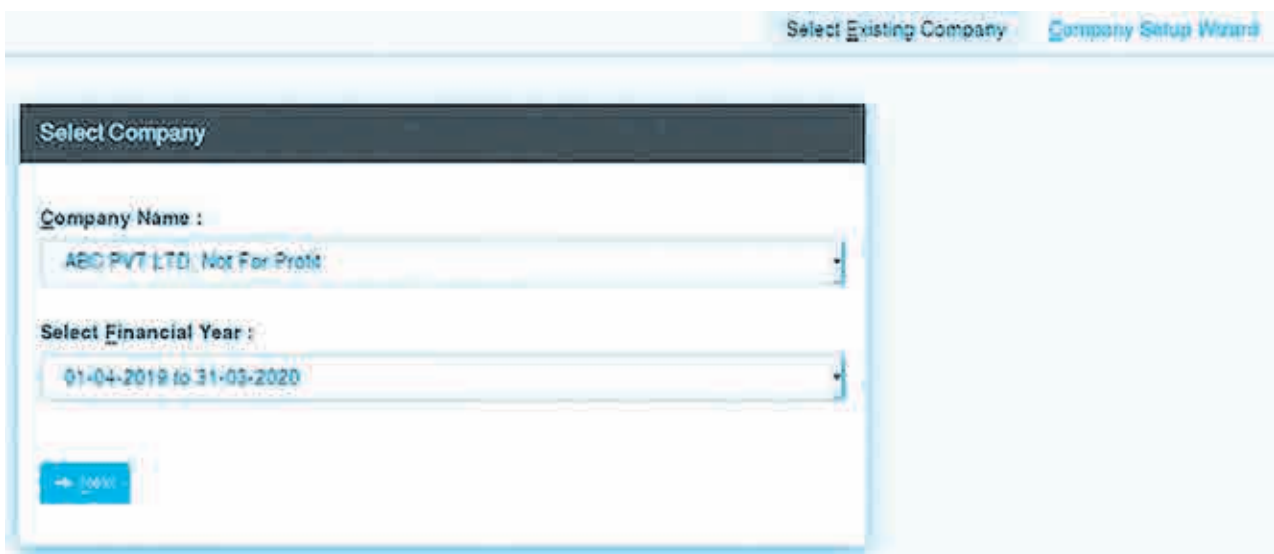 Select Existing Company Company Setup Wizard
Select Company
Company Name :
ABC PVT LTD, Not For Profit
Select Financial Year :
01-04-2019 to 31-03-2020
Next